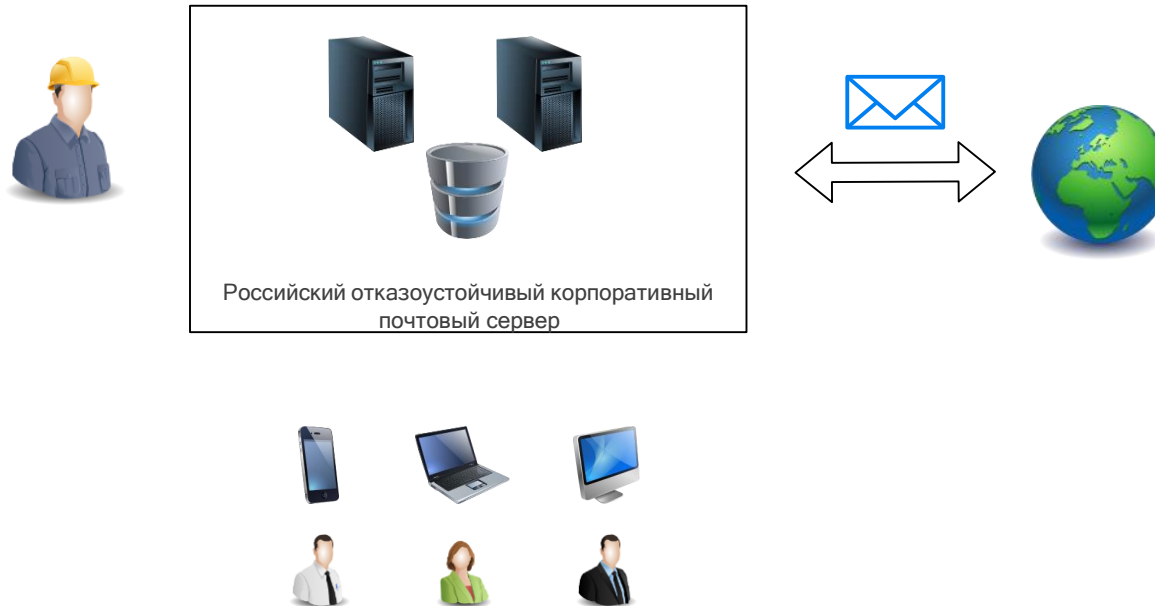 Российский отказоустойчивый корпоративный
почтовый сервер